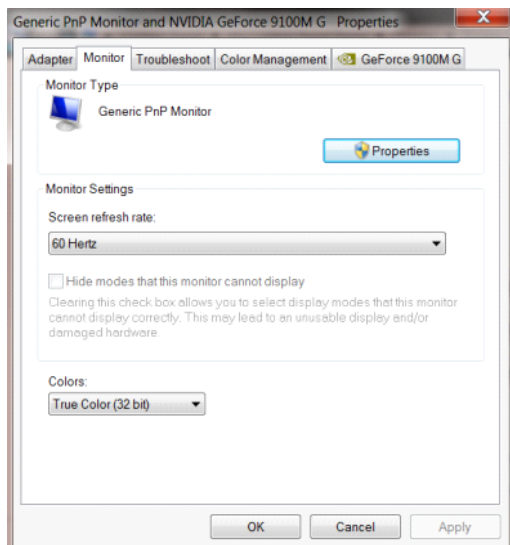 Generic PnP Monitor and NVIDIA GeForce 9100M G Properties
X
Adapter Monitor Troubleshoot Color Management GeForce 9100M G
Monitor Type
Generic PnP Monitor
Properties
Monitor Settings
Screen refresh rate:
60 Hertz
Hide modes that this monitor cannot display
Clearing this check box allows you to select display modes that this monitor
cannot display correctly. This may lead to an unusable display and/or
damaged hardware.
Colors:
True Color (32 bit)
OK Cancel Apply